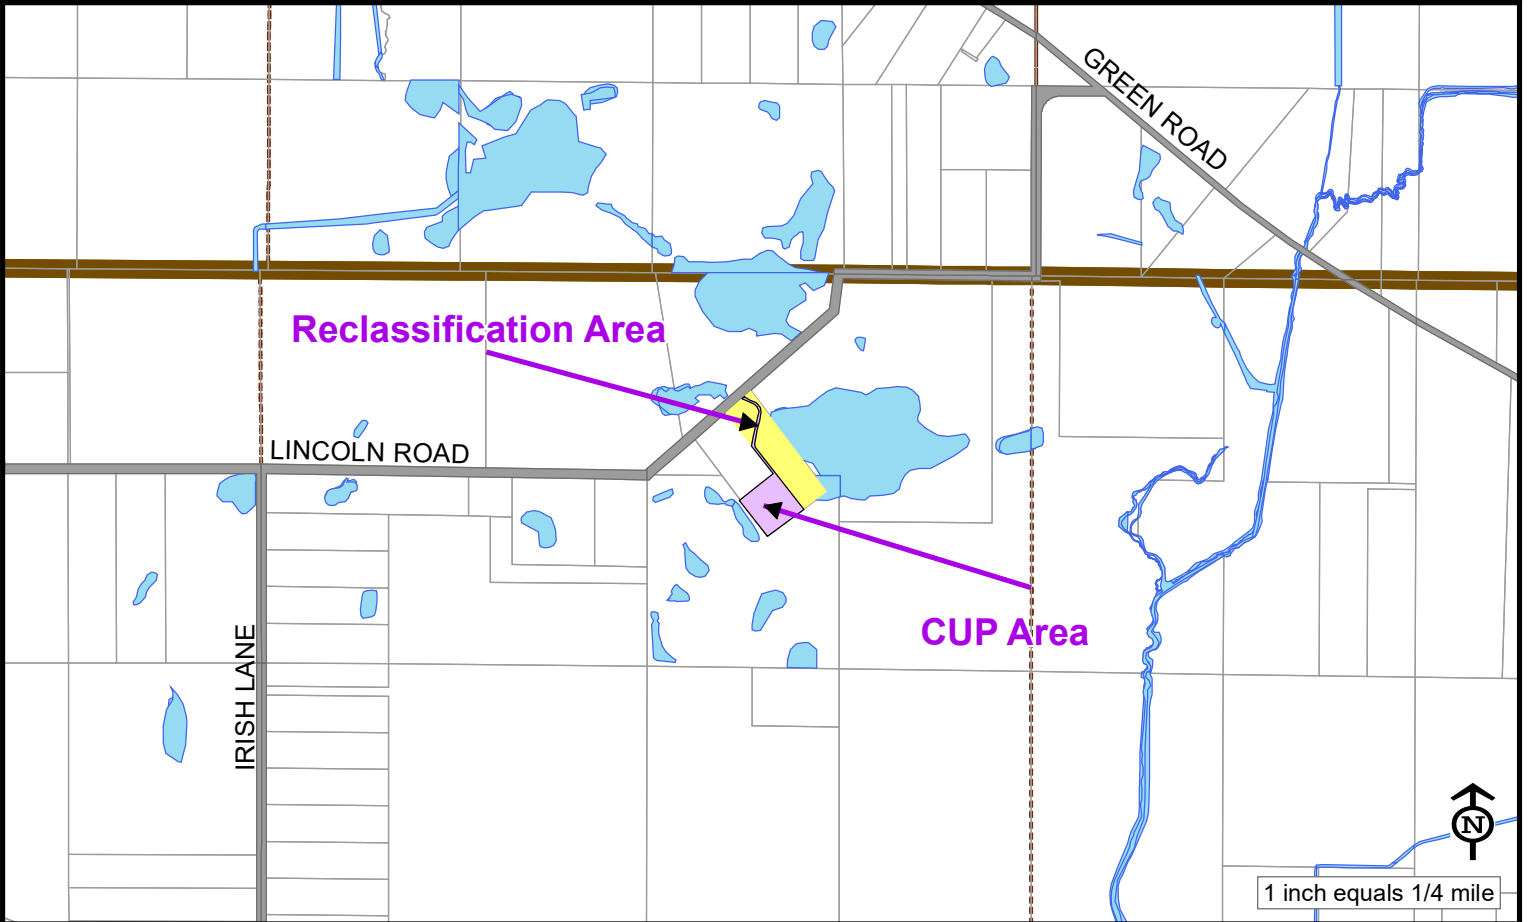 GREEN ROAD
Reclassification Area
LINCOLN ROAD
CUP Area
IRISH LANE
N
1 inch equals 1/4 mile